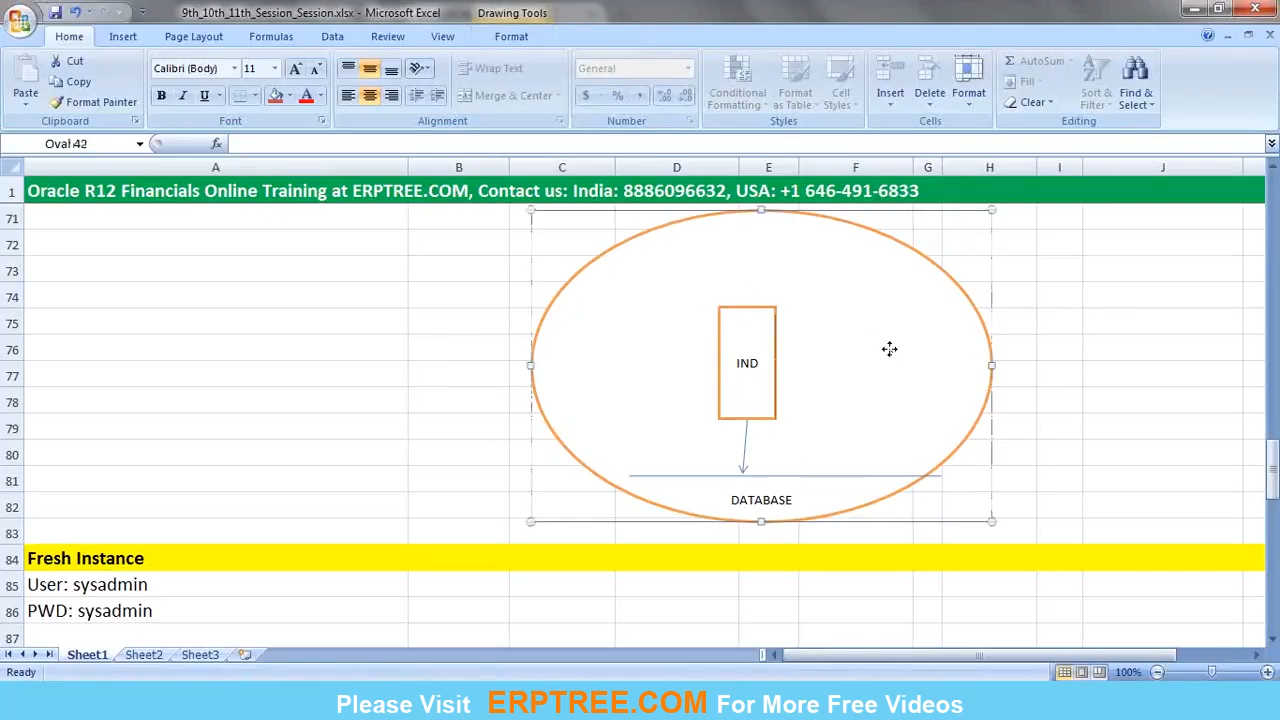 9th_10th_11th_Session_Session.xlsx - Microsoft Excel
Drawing Tools
Home Insert Page Layout Formulas Data Review View Format
Cut
Copy
Format Painter
Paste
Clipboard
Calibri (Body) 11
B I U
Font
Wrap Text
Merge & Center
Alignment
General
$ % ,
Number
Conditional Formatting
Format as Table
Cell Styles
Styles
Insert
Delete
Format
Cells
AutoSum
Fill
Clear
Sort & Filter
Find & Select
Editing
Oval 42
fx
A B C D E F G H I J
1 Oracle R12 Financials Online Training at ERPTREE.COM, Contact us: India: 8886096632, USA: +1 646-491-6833
71
72
73
74
75
76
IND
77
78
79
80
81
DATABASE
82
83
84 Fresh Instance
85 User: sysadmin
86 PWD: sysadmin
87
Sheet1 Sheet2 Sheet3
Ready
100%
Please Visit ERPTREE.COM For More Free Videos